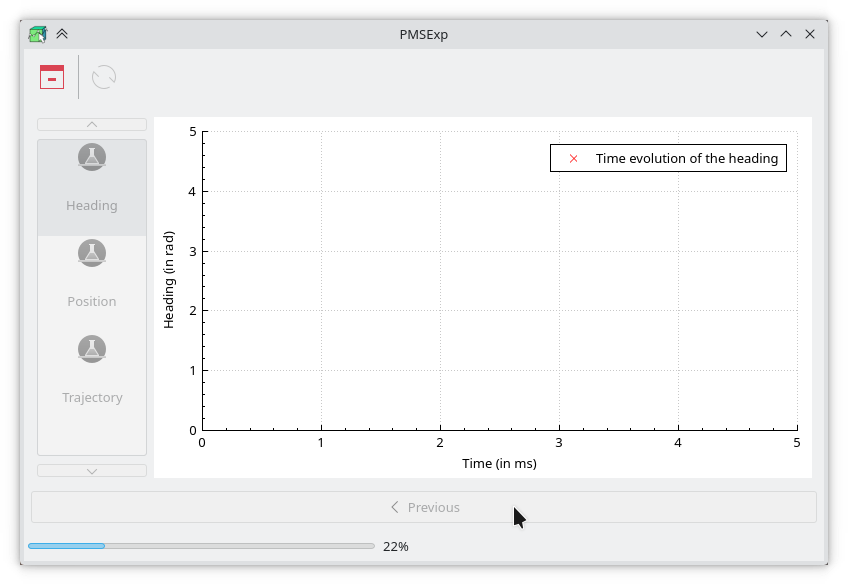 PMSExp
Heading
Position
Trajectory
5
4
3
2
1
0
Heading (in rad)
Time evolution of the heading
0 1 2 3 4 5
Time (in ms)
Previous
22%